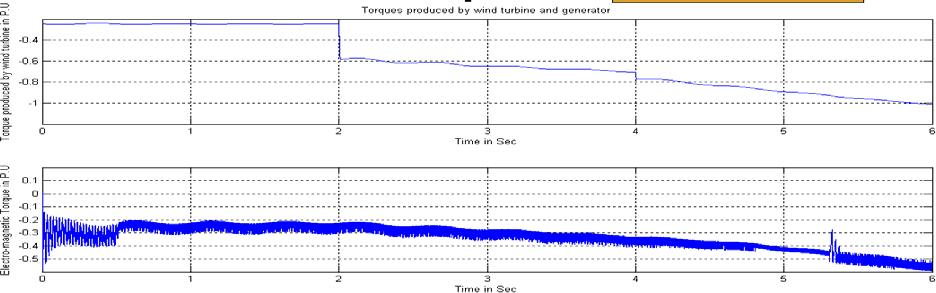 Torques produced by wind turbine and generator
Torque produced by wind turbine in P.U
-0.4
-0.6
-0.8
-1
0 1 2 3 4 5 6
Time in Sec
Electro-magnetic Torque in P.U
0.1
0
-0.1
-0.2
-0.3
-0.4
-0.5
0 1 2 3 4 5 6
Time in Sec